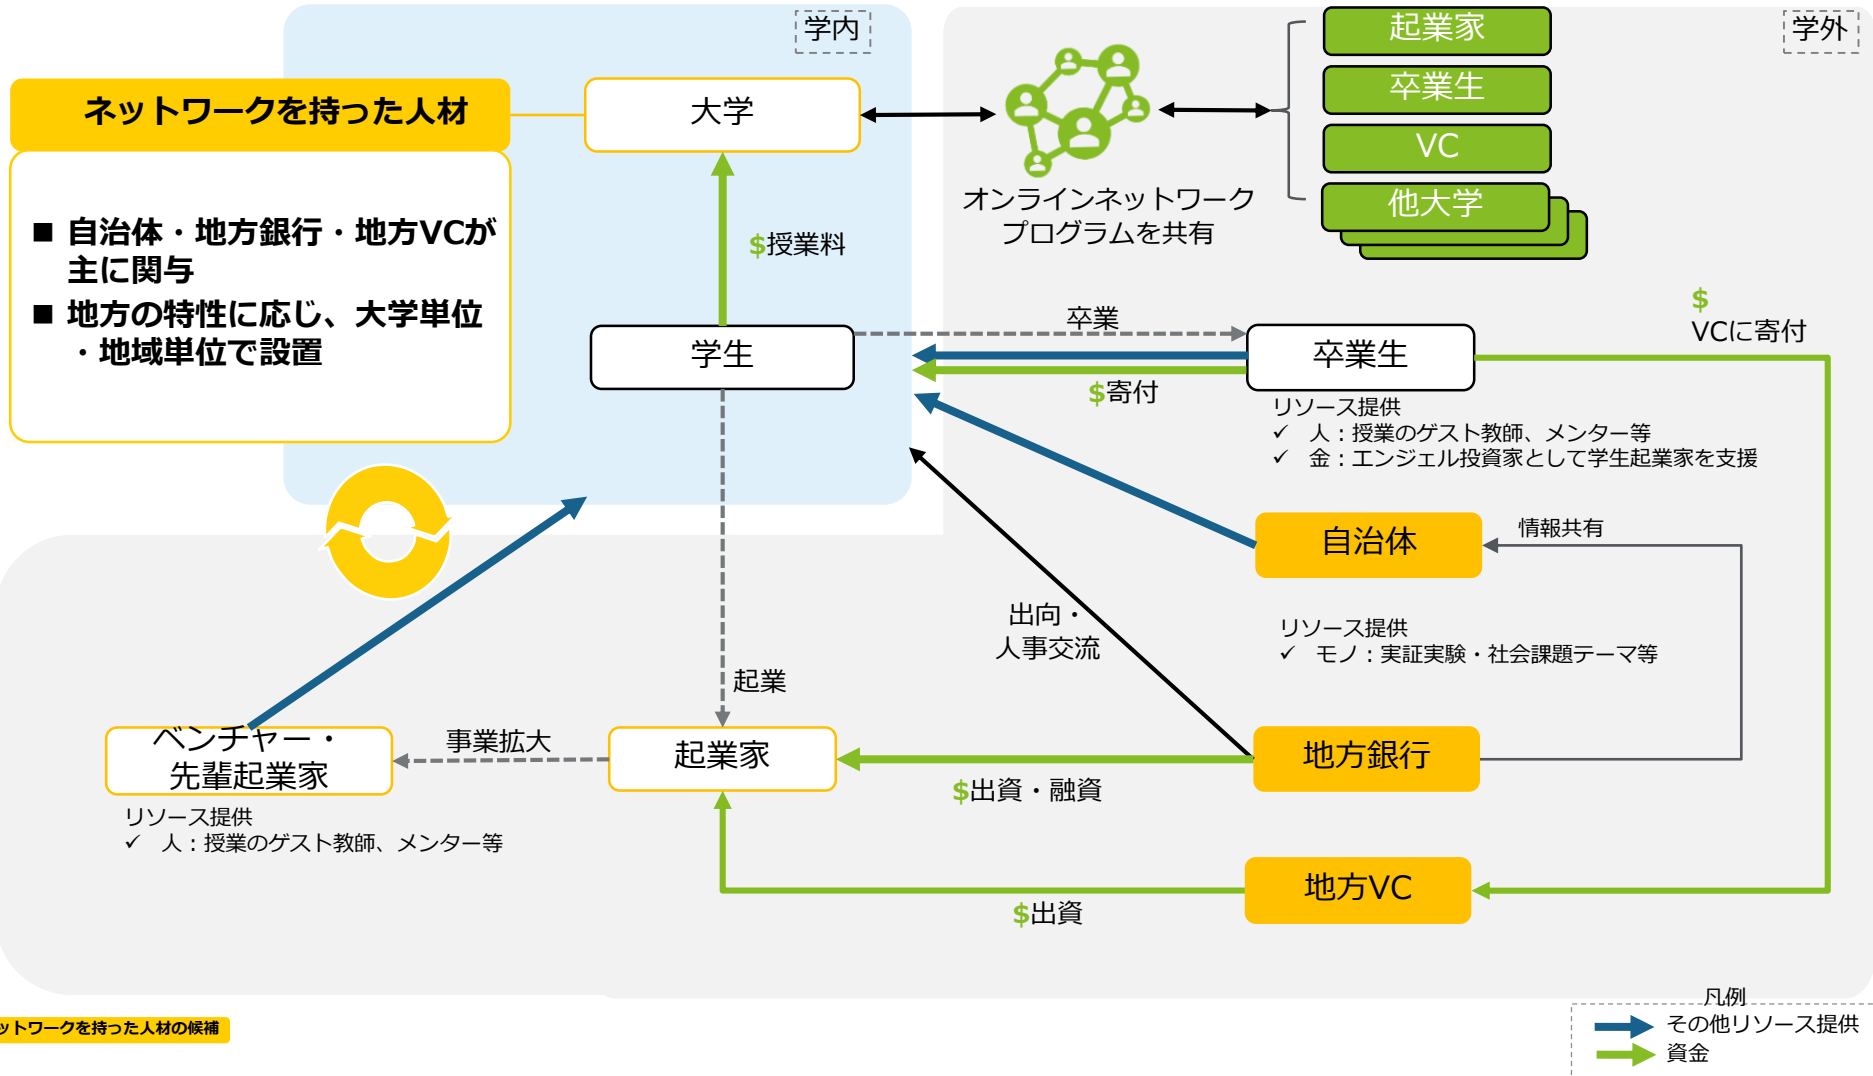 学内
学外
ネットワークを持った人材
■ 自治体・地方銀行・地方VCが
主に関与
■ 地方の特性に応じ、大学単位
・地域単位で設置
大学
$授業料
学生
オンラインネットワーク
プログラムを共有
起業家
卒業生
VC
他大学
卒業
$寄付
卒業生
$
VCに寄付
リソース提供
✓ 人：授業のゲスト教師、メンター等
✓ 金：エンジェル投資家として学生起業家を支援
自治体
情報共有
リソース提供
✓ モノ：実証実験・社会課題テーマ等
出向・
人事交流
起業
ベンチャー・
先輩起業家
事業拡大
起業家
$出資・融資
地方銀行
リソース提供
✓ 人：授業のゲスト教師、メンター等
$出資
地方VC
ットワークを持った人材の候補
凡例
その他リソース提供
資金